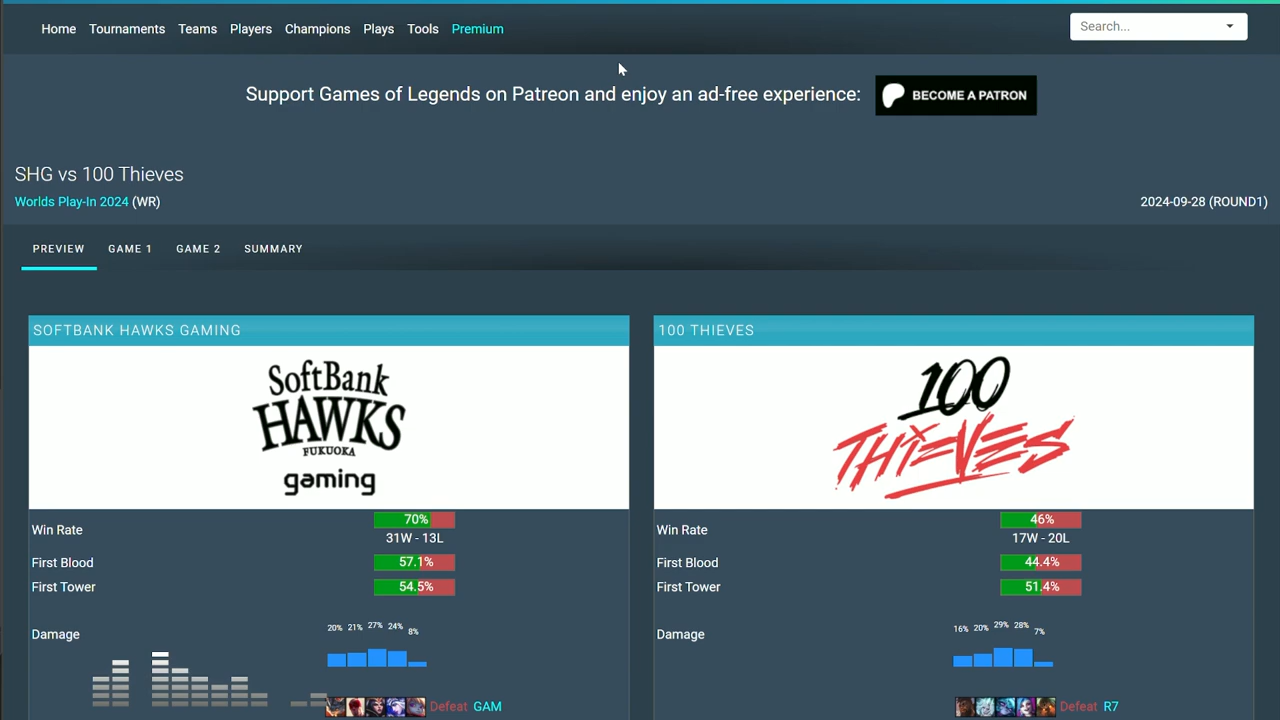 Home Tournaments Teams Players Champions Plays Tools Premium Search...
Support Games of Legends on Patreon and enjoy an ad-free experience: BECOME A PATRON
SHG vs 100 Thieves
Worlds Play-In 2024 (WR) 2024-09-28 (ROUND1)
PREVIEW GAME 1 GAME 2 SUMMARY
SOFTBANK HAWKS GAMING
SoftBank
HAWKS
FUKUOKA
gaming
Win Rate 70%
31W - 13L
First Blood 57.1%
First Tower 54.5%
Damage 20% 21% 27% 24% 8%
Defeat GAM
100 THIEVES
100
THIEVES
Win Rate 46%
17W - 20L
First Blood 44.4%
First Tower 51.4%
Damage 16% 20% 29% 28% 7%
Defeat R7